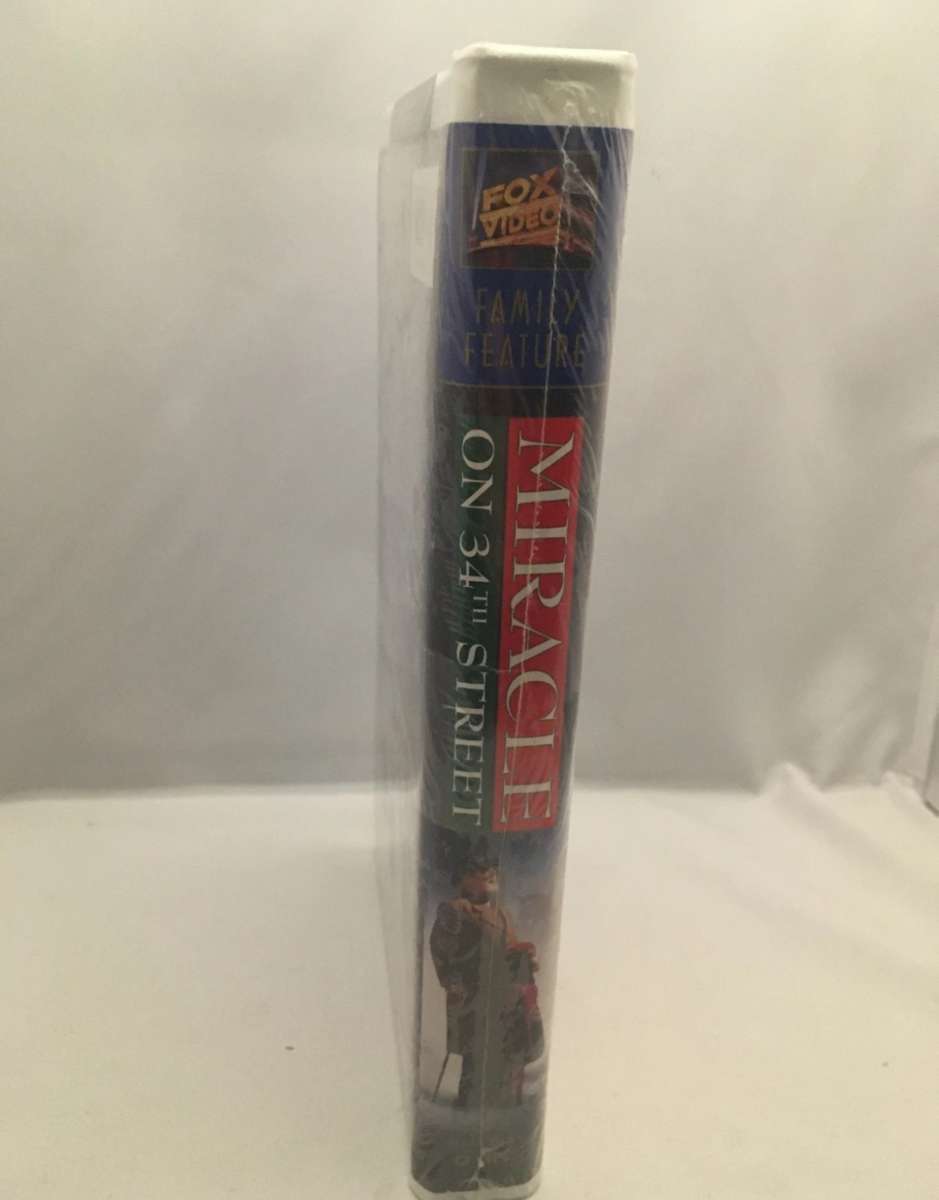 FOX
VIDEO
FAMILY
FEATURE
MIRACLE
ON 34TH STREET